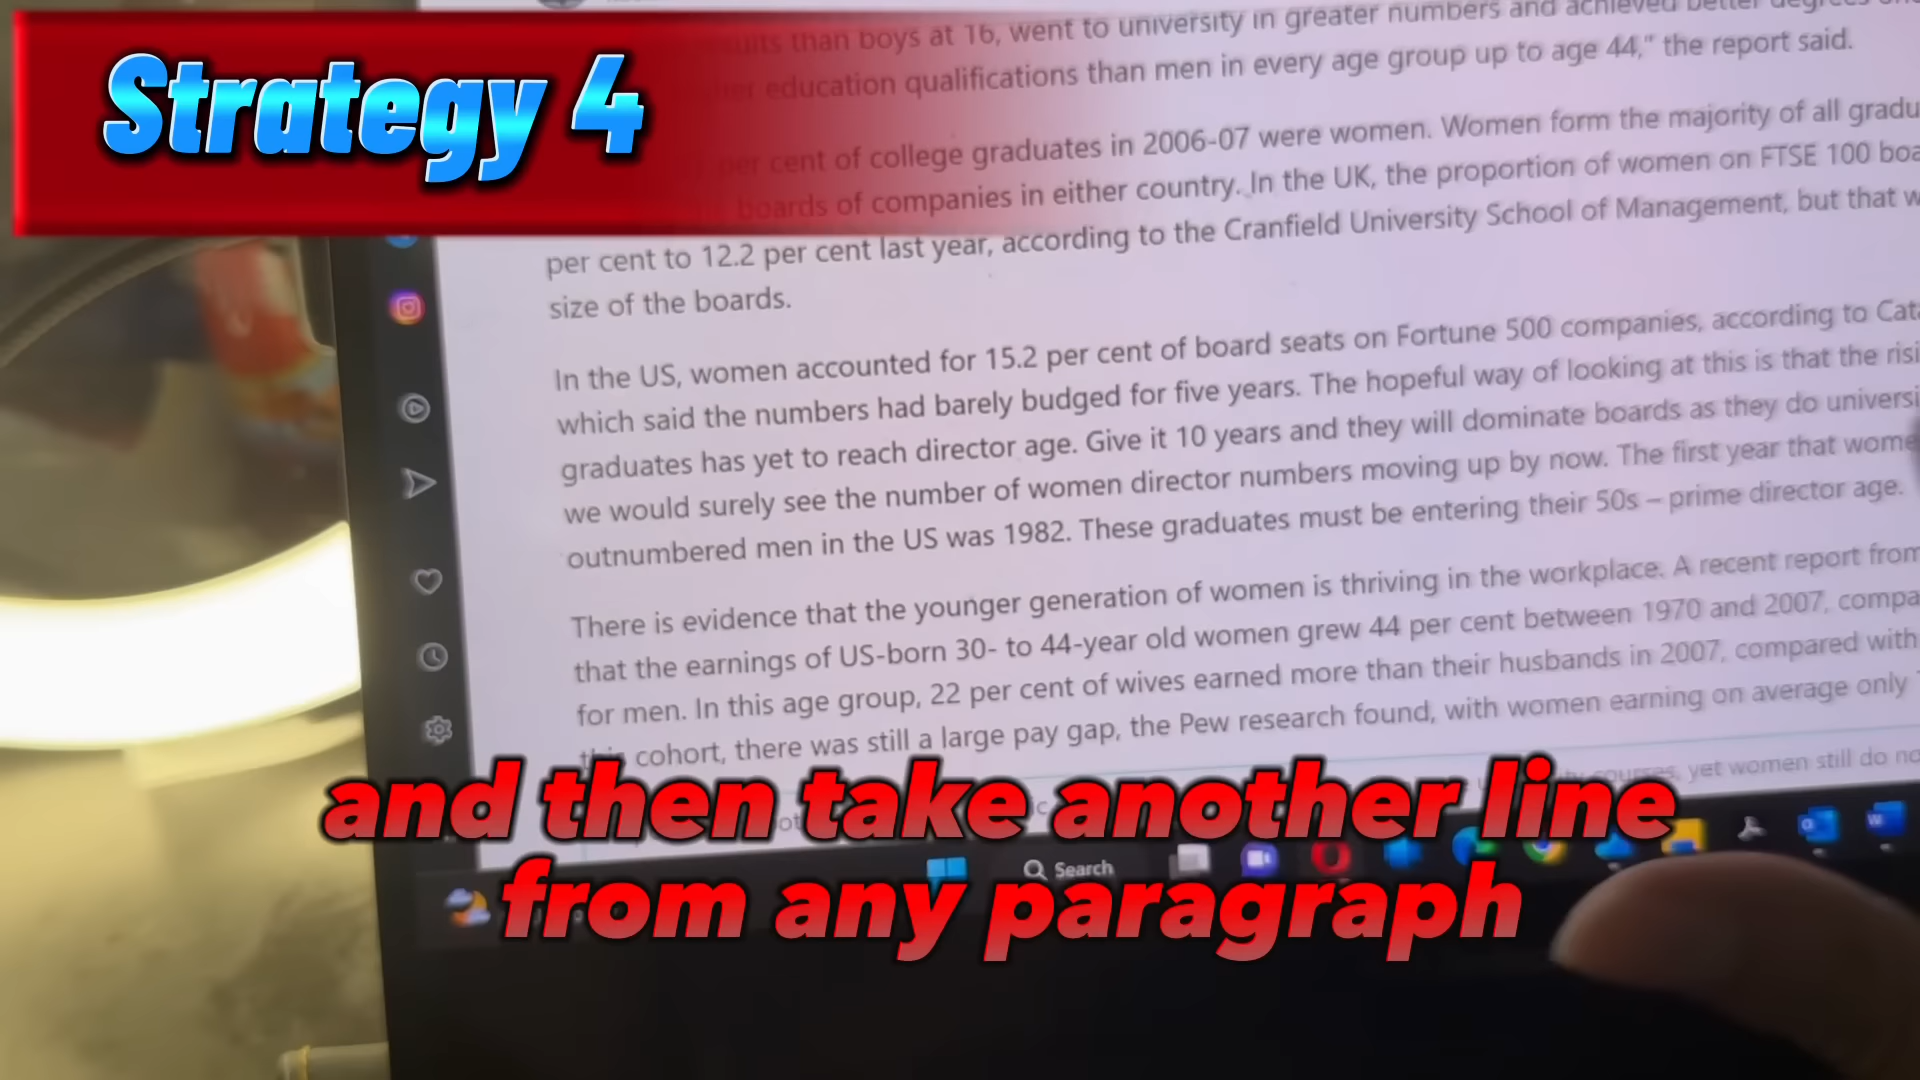 Strategy 4
than boys at 16, went to university in greater numbers and achieved better degrees
education qualifications than men in every age group up to age 44," the report said.
per cent of college graduates in 2006-07 were women. Women form the majority of all
boards of companies in either country. In the UK, the proportion of women on FTSE 100
per cent to 12.2 per cent last year, according to the Cranfield University School of Management, but that
size of the boards.
In the US, women accounted for 15.2 per cent of board seats on Fortune 500 companies, according to
which said the numbers had barely budged for five years. The hopeful way of looking at this is that the
graduates has yet to reach director age. Give it 10 years and they will dominate boards as they do
we would surely see the number of women director numbers moving up by now. The first year that
outnumbered men in the US was 1982. These graduates must be entering their 50s – prime director age.
There is evidence that the younger generation of women is thriving in the workplace. A recent report from
that the earnings of US-born 30- to 44-year old women grew 44 per cent between 1970 and 2007,
for men. In this age group, 22 per cent of wives earned more than their husbands in 2007, compared with
this cohort, there was still a large pay gap, the Pew research found, with women earning on average only
courses, yet women still do
and then take another line
Search
from any paragraph